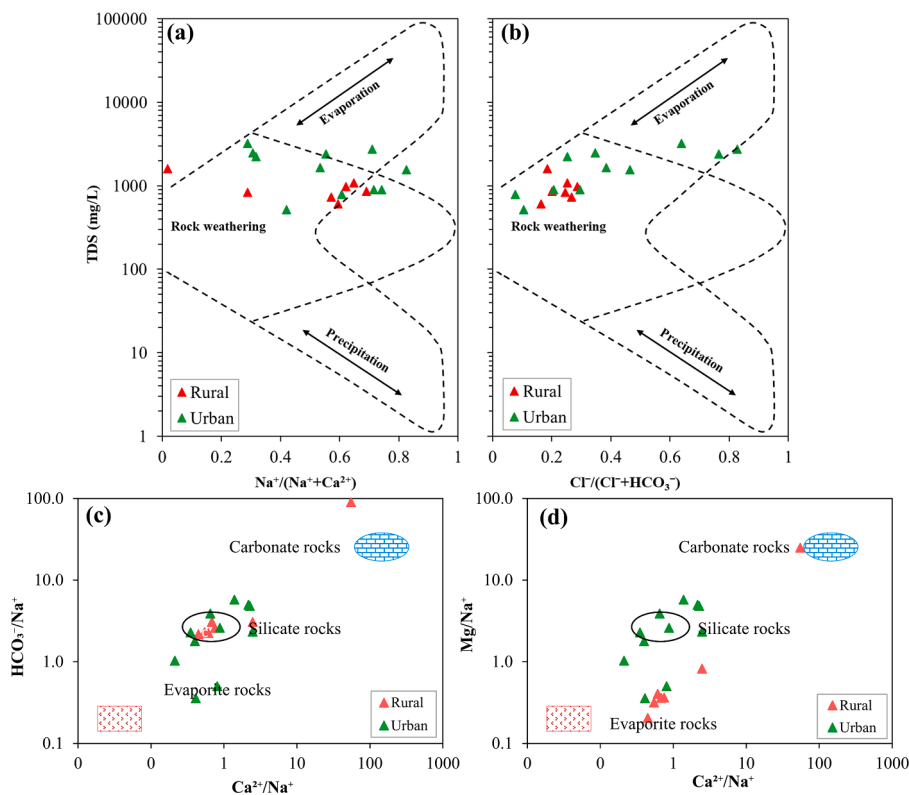 (a)
(b)
100000
10000
1000
100
10
1
TDS (mg/L)
Evaporation
Rock weathering
Precipitation
Rural
Urban
0
0.2
0.4
0.6
0.8
1
Na⁺/(Na⁺+Ca²⁺)
Evaporation
Rock weathering
Precipitation
Rural
Urban
0
0.2
0.4
0.6
0.8
1
Cl⁻/(Cl⁻+HCO₃⁻)
(c)
100.0
10.0
1.0
0.1
HCO₃⁻/Na⁺
Carbonate rocks
Silicate rocks
Evaporite rocks
Rural
Urban
0
0
1
10
100
1000
Ca²⁺/Na⁺
(d)
100.0
10.0
1.0
0.1
Mg/Na⁺
Carbonate rocks
Silicate rocks
Evaporite rocks
Rural
Urban
0
0
1
10
100
1000
Ca²⁺/Na⁺